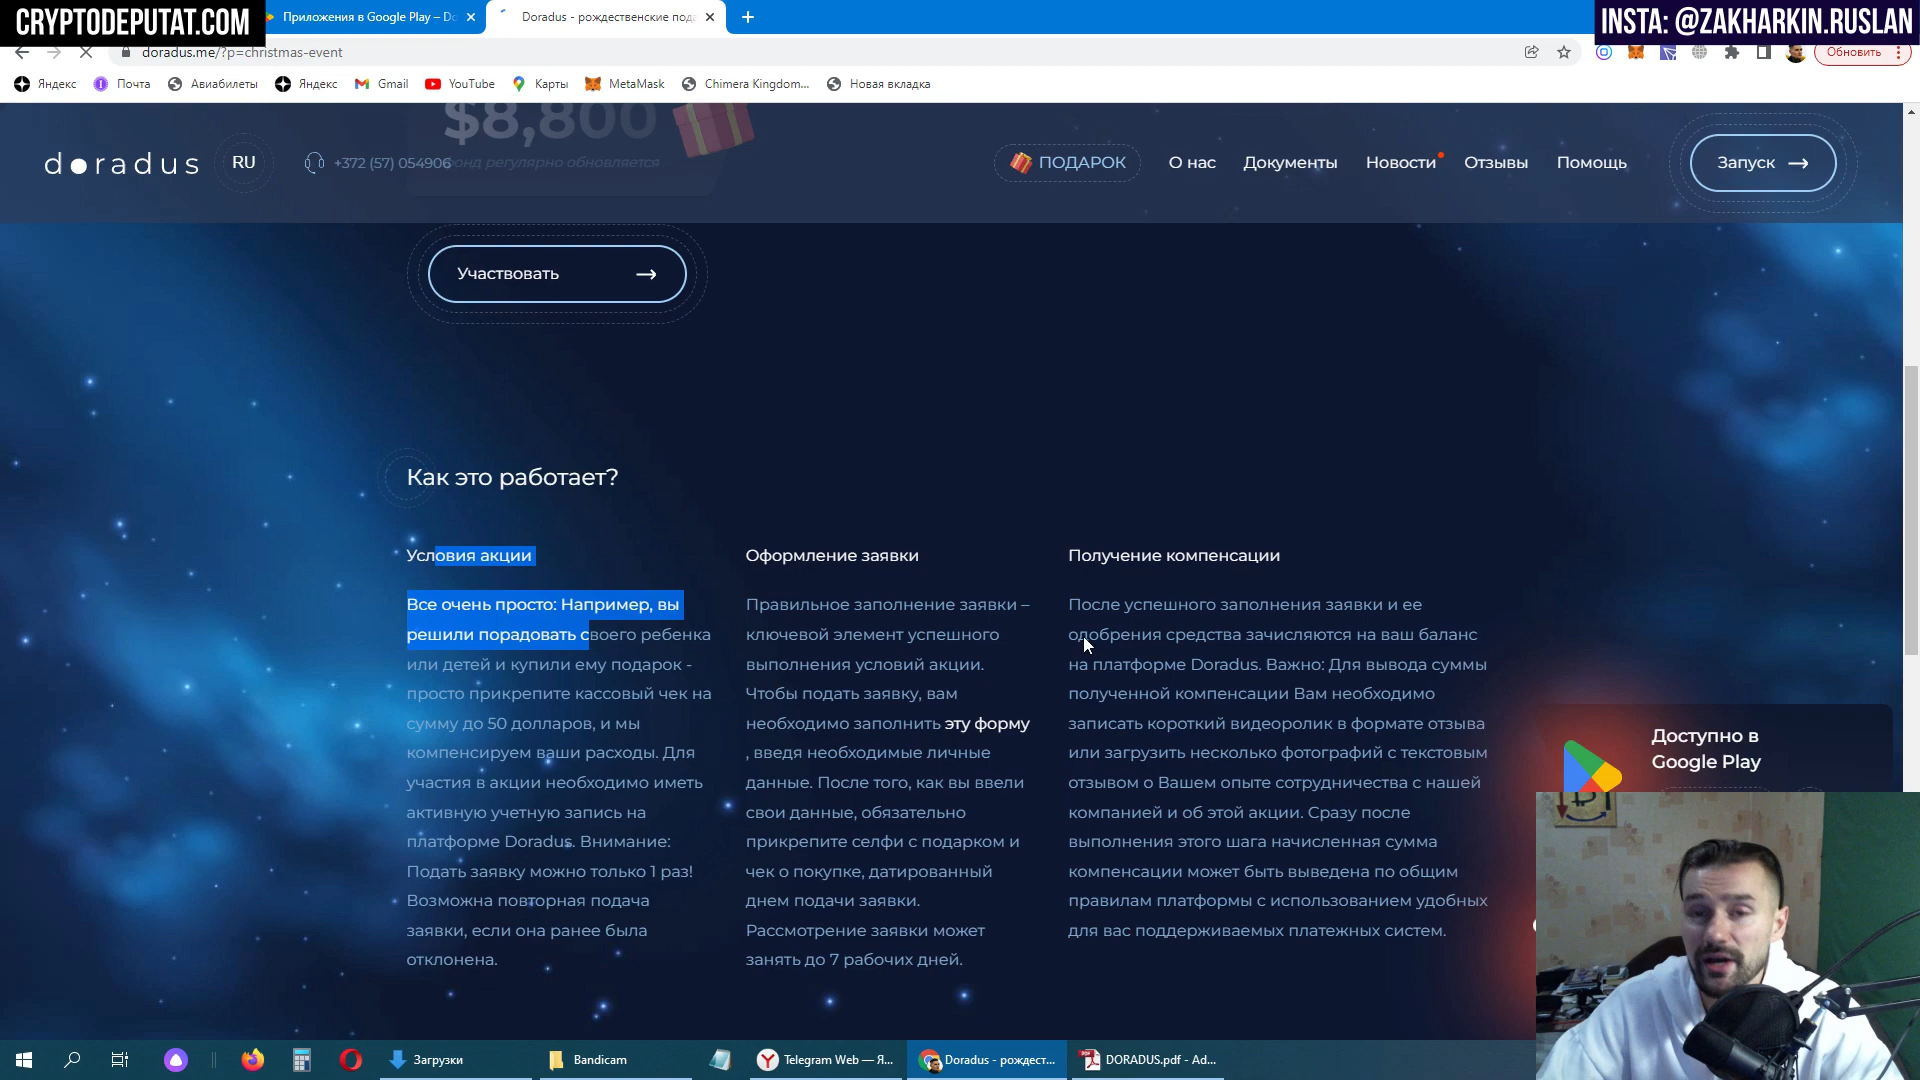 CRYPTODEPUTAT.COM
Приложения в Google Play – Do
Doradus - рождественские пода
INSTA: @ZAKHARKIN.RUSLAN
doradus.me/?p=christmas-event
Обновить
Яндекс
Почта
Авиабилеты
Яндекс
Gmail
YouTube
Карты
MetaMask
Chimera Kingdom...
Новая вкладка
$8,800
doradus
RU
+372 (57) 054906
фонд регулярно обновляется
ПОДАРОК
О нас
Документы
Новости
Отзывы
Помощь
Запуск
Участвовать
Как это работает?
Условия акции
Все очень просто: Например, вы
решили порадовать своего ребенка
или детей и купили ему подарок -
просто прикрепите кассовый чек на
сумму до 50 долларов, и мы
компенсируем ваши расходы. Для
участия в акции необходимо иметь
активную учетную запись на
платформе Doradus. Внимание:
Подать заявку можно только 1 раз!
Возможна повторная подача
заявки, если она ранее была
отклонена.
Оформление заявки
Правильное заполнение заявки –
ключевой элемент успешного
выполнения условий акции.
Чтобы подать заявку, вам
необходимо заполнить эту форму
, введя необходимые личные
данные. После того, как вы ввели
свои данные, обязательно
прикрепите селфи с подарком и
чек о покупке, датированный
днем подачи заявки.
Рассмотрение заявки может
занять до 7 рабочих дней.
Получение компенсации
После успешного заполнения заявки и ее
одобрения средства зачисляются на ваш баланс
на платформе Doradus. Важно: Для вывода суммы
полученной компенсации Вам необходимо
записать короткий видеоролик в формате отзыва
или загрузить несколько фотографий с текстовым
отзывом о Вашем опыте сотрудничества с нашей
компанией и об этой акции. Сразу после
выполнения этого шага начисленная сумма
компенсации может быть выведена по общим
правилам платформы с использованием удобных
для вас поддерживаемых платежных систем.
Доступно в
Google Play
Загрузки
Bandicam
Telegram Web — Я...
Doradus - рождест...
DORADUS.pdf - Ad...